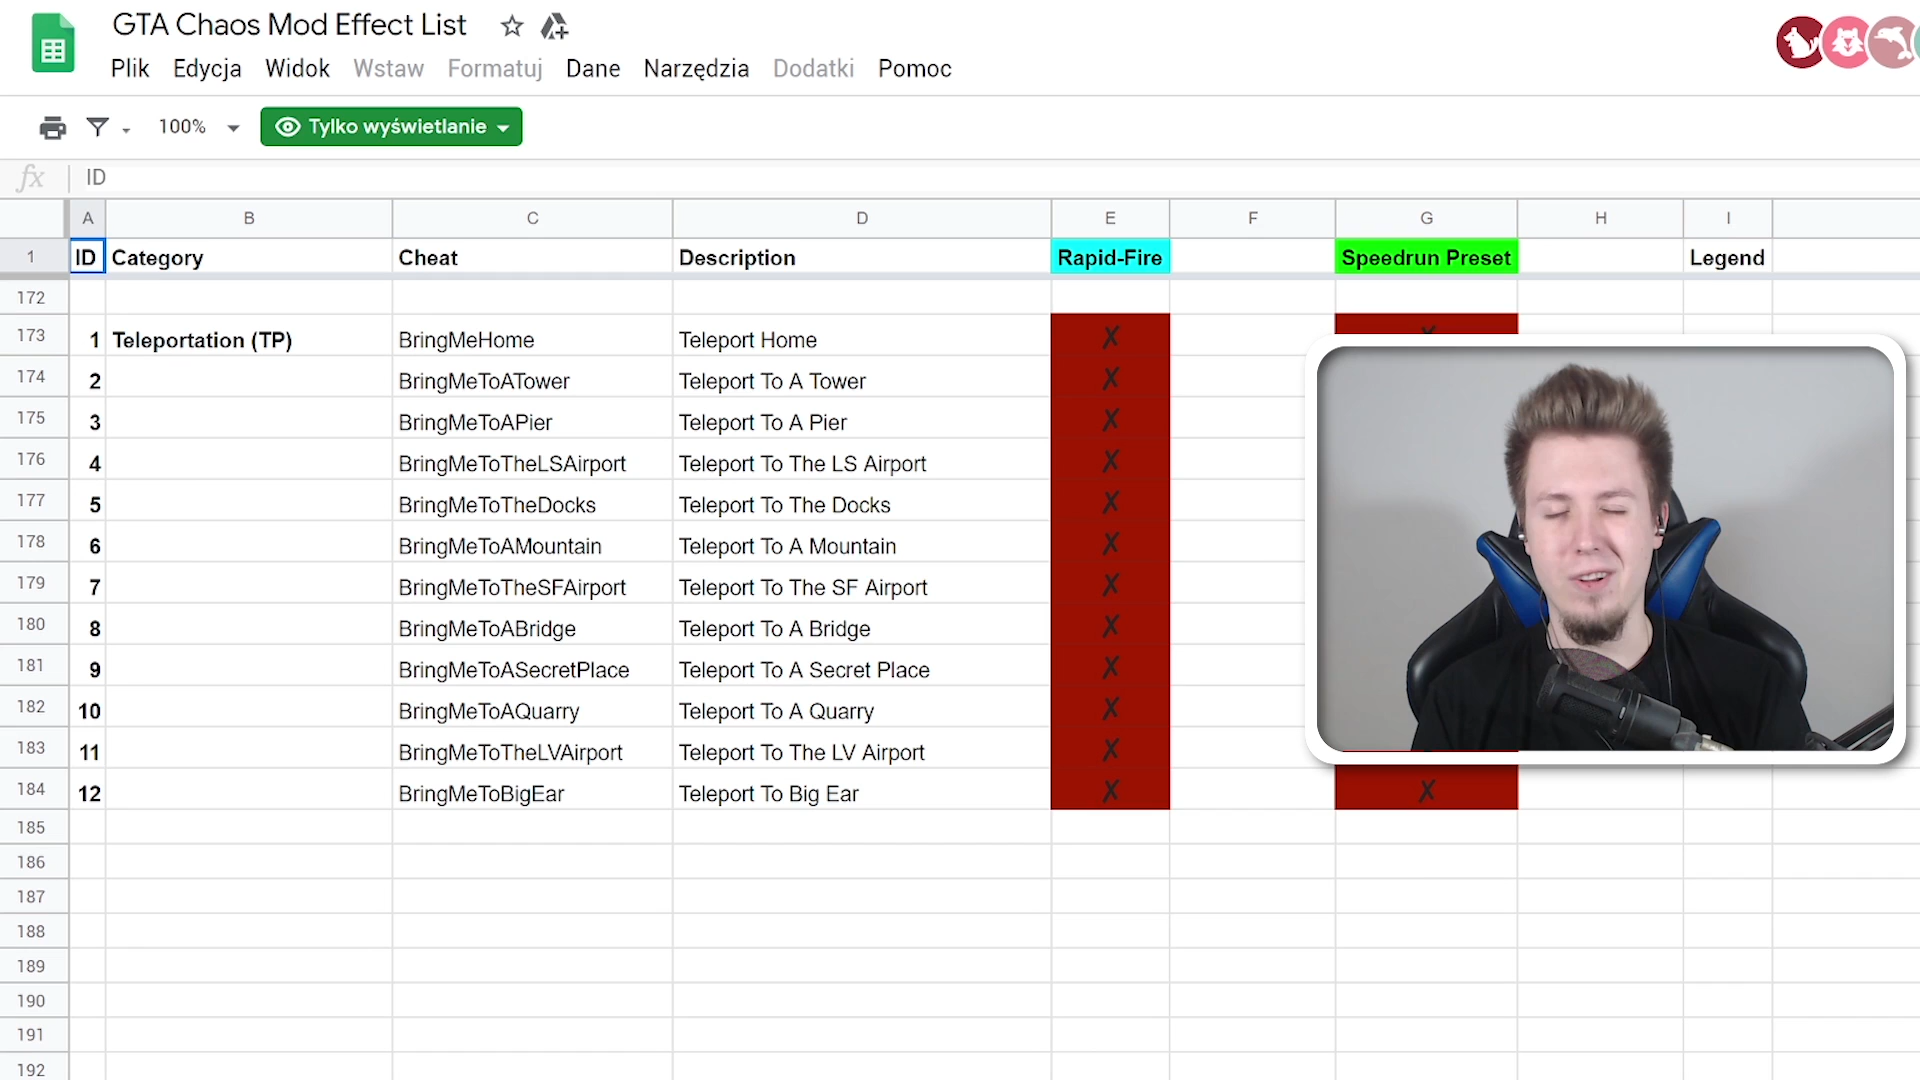 GTA Chaos Mod Effect List
Plik Edycja Widok Wstaw Formatuj Dane Narzędzia Dodatki Pomoc
100% Tylko wyświetlanie
fx ID
A B C D E F G H I
1 ID Category Cheat Description Rapid-Fire Speedrun Preset Legend
172
173 1 Teleportation (TP) BringMeHome Teleport Home ✗ ✗
174 2 BringMeToATower Teleport To A Tower ✗
175 3 BringMeToAPier Teleport To A Pier ✗
176 4 BringMeToTheLSAirport Teleport To The LS Airport ✗
177 5 BringMeToTheDocks Teleport To The Docks ✗
178 6 BringMeToAMountain Teleport To A Mountain ✗
179 7 BringMeToTheSFAirport Teleport To The SF Airport ✗
180 8 BringMeToABridge Teleport To A Bridge ✗
181 9 BringMeToASecretPlace Teleport To A Secret Place ✗
182 10 BringMeToAQuarry Teleport To A Quarry ✗
183 11 BringMeToTheLVAirport Teleport To The LV Airport ✗
184 12 BringMeToBigEar Teleport To Big Ear ✗ ✗
185
186
187
188
189
190
191
192